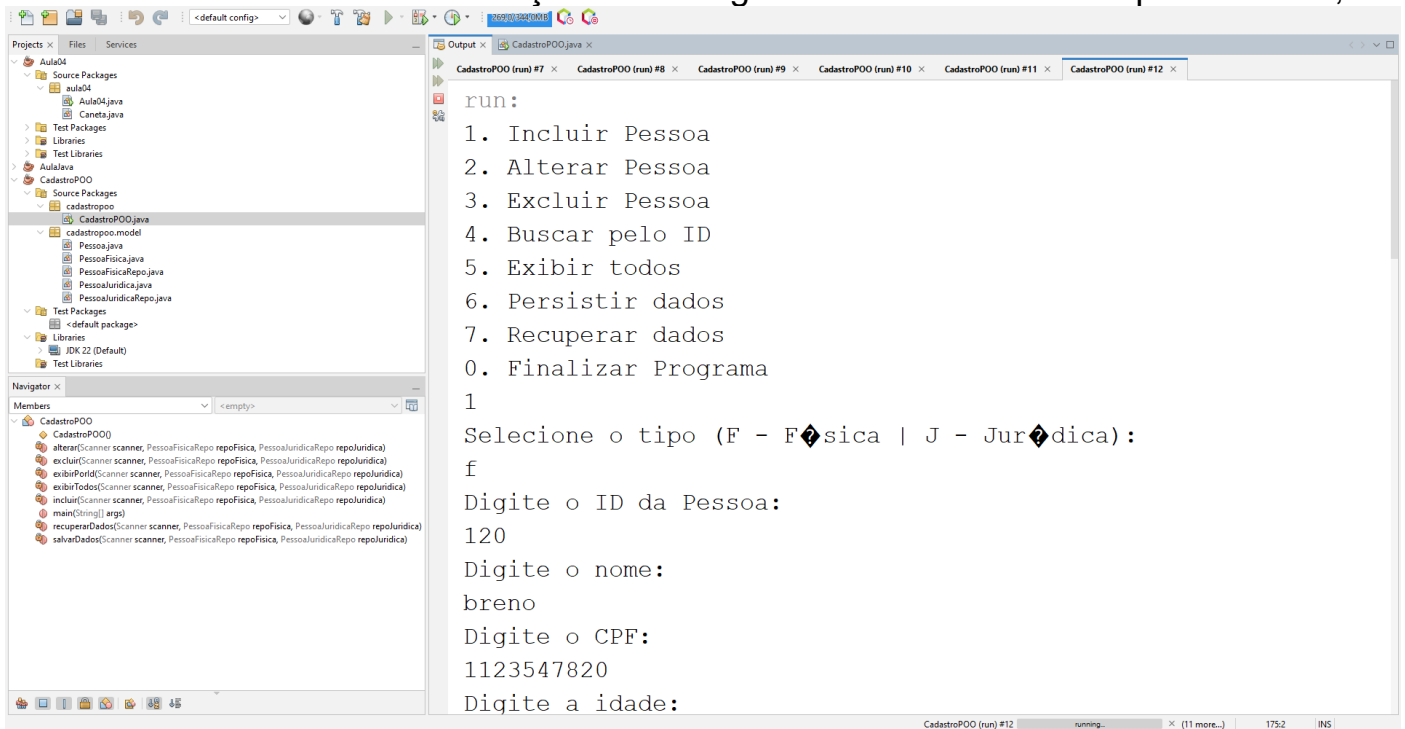 <default config>
Projects × Files Services
Aula04
Source Packages
aula04
Aula04.java
Caneta.java
Test Packages
Libraries
Test Libraries
AulaJava
CadastroPOO
Source Packages
cadastropoo
CadastroPOO.java
cadastropoo.model
Pessoa.java
PessoaFisica.java
PessoaFisicaRepo.java
PessoaJuridica.java
PessoaJuridicaRepo.java
Test Packages
<default package>
Libraries
JDK 22 (Default)
Test Libraries
Navigator ×
Members <empty>
CadastroPOO
CadastroPOO()
alterar(Scanner scanner, PessoaFisicaRepo repoFisica, PessoaJuridicaRepo repoJuridica)
excluir(Scanner scanner, PessoaFisicaRepo repoFisica, PessoaJuridicaRepo repoJuridica)
exibirPorId(Scanner scanner, PessoaFisicaRepo repoFisica, PessoaJuridicaRepo repoJuridica)
exibirTodos(Scanner scanner, PessoaFisicaRepo repoFisica, PessoaJuridicaRepo repoJuridica)
incluir(Scanner scanner, PessoaFisicaRepo repoFisica, PessoaJuridicaRepo repoJuridica)
main(String[] args)
recuperarDados(Scanner scanner, PessoaFisicaRepo repoFisica, PessoaJuridicaRepo repoJuridica)
salvarDados(Scanner scanner, PessoaFisicaRepo repoFisica, PessoaJuridicaRepo repoJuridica)
Output × CadastroPOO.java ×
CadastroPOO (run) #7 × CadastroPOO (run) #8 × CadastroPOO (run) #9 × CadastroPOO (run) #10 × CadastroPOO (run) #11 × CadastroPOO (run) #12 ×
run:
1. Incluir Pessoa
2. Alterar Pessoa
3. Excluir Pessoa
4. Buscar pelo ID
5. Exibir todos
6. Persistir dados
7. Recuperar dados
0. Finalizar Programa
1
Selecione o tipo (F - F�sica | J - Jur�dica):
f
Digite o ID da Pessoa:
120
Digite o nome:
breno
Digite o CPF:
1123547820
Digite a idade:
CadastroPOO (run) #12 running... × (11 more...) 175:2 INS